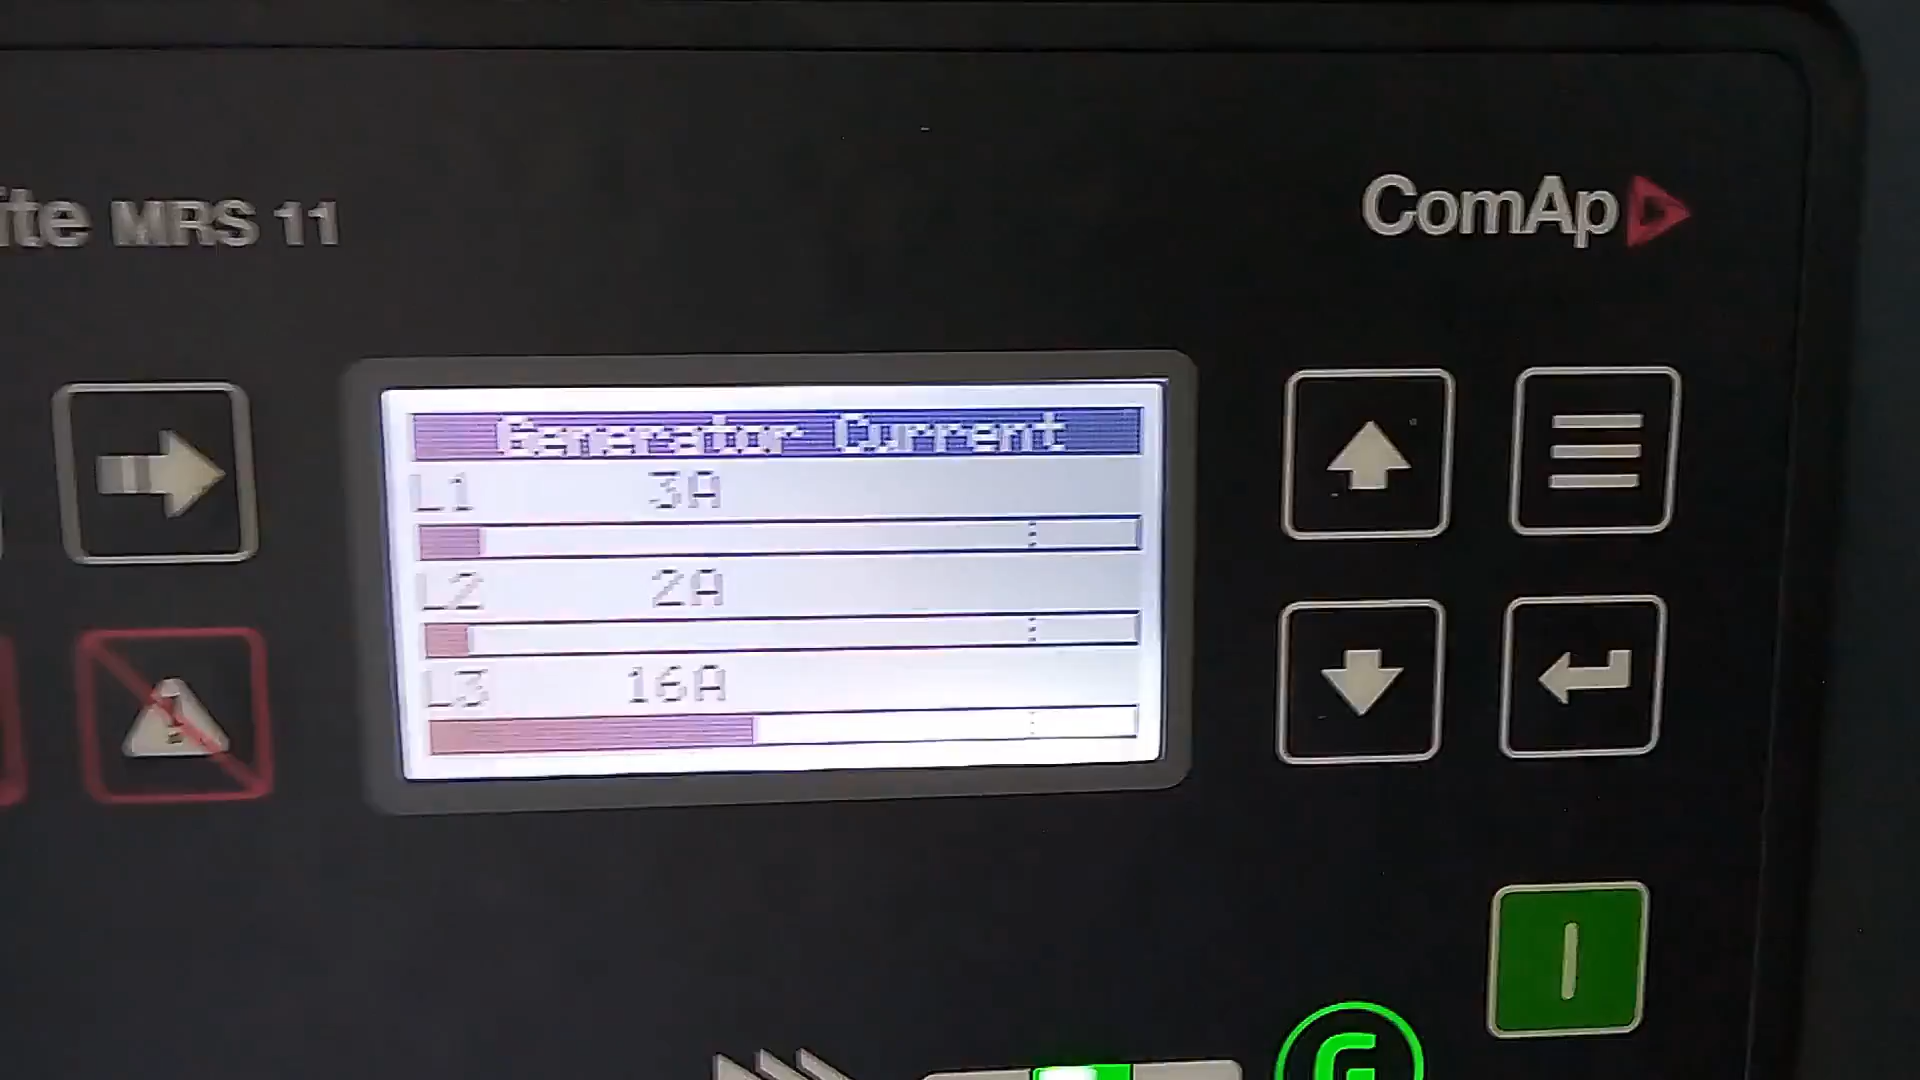 ite MRS 11
ComAp
Generator Current
L1 3A
L2 2A
L3 16A
G